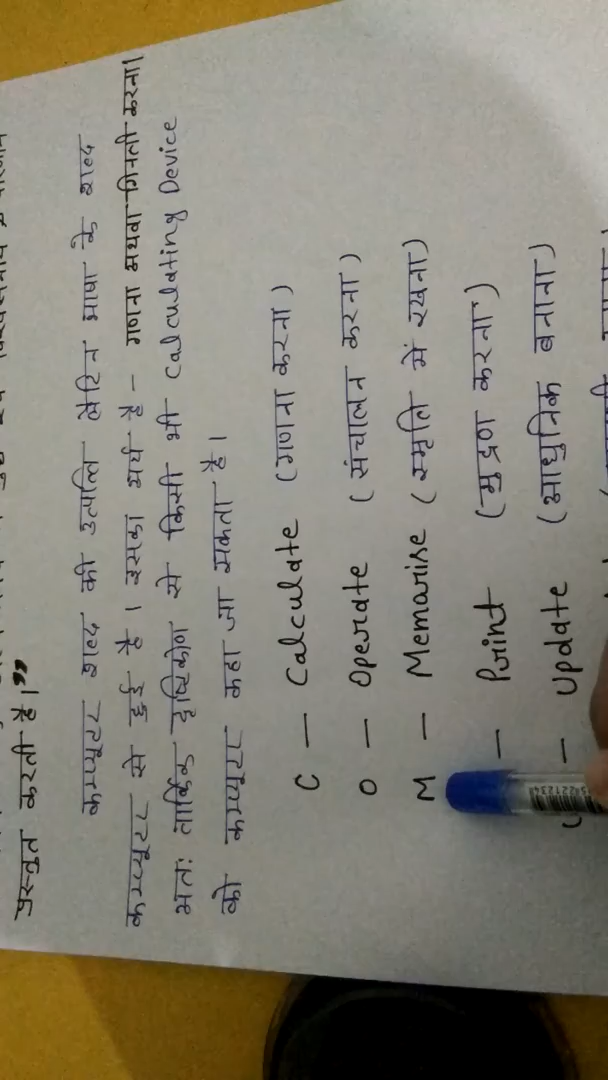 प्रस्तुत करती है।”
कम्प्यूटर शब्द की उत्पत्ति लैटिन भाषा के शब्द
कम्प्यूटर से हुई है। इसका अर्थ है - गणना अथवा गिनती करना।
अतः तार्किक दृष्टिकोण से किसी भी Calculating Device
को कम्प्यूटर कहा जा सकता है।
C — Calculate (गणना करना)
O — Operate (संचालन करना)
M — Memarise (स्मृति में रखना)
— Print (मुद्रण करना)
— Update (आधुनिक बनाना)